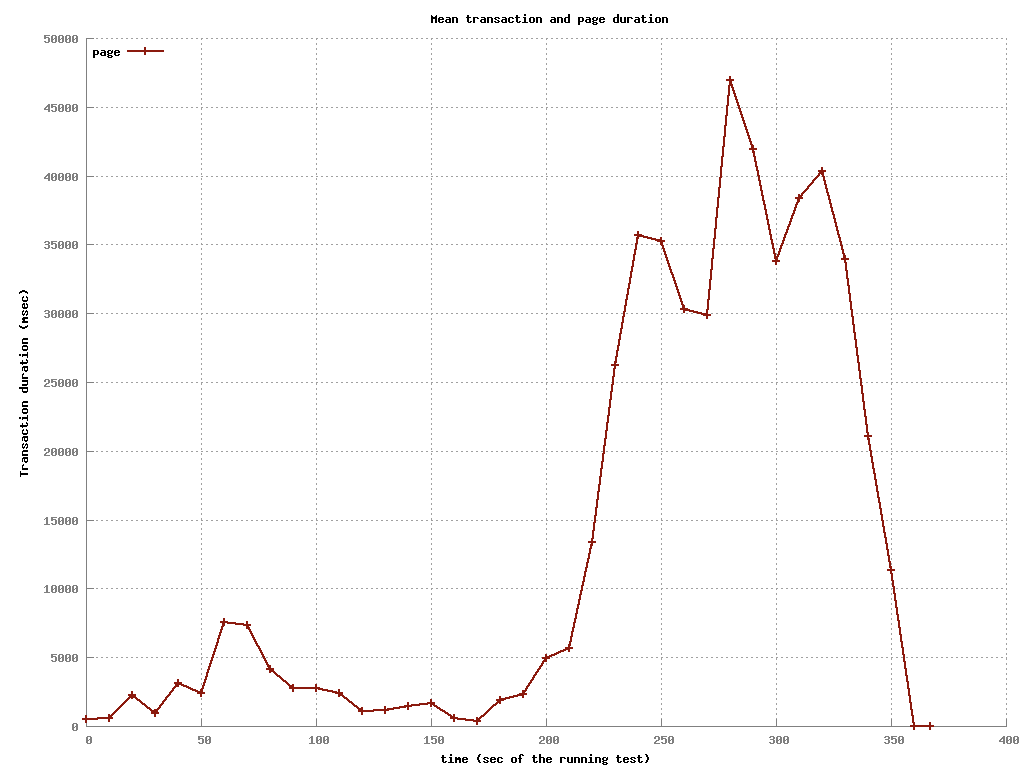 Mean transaction and page duration
page
50000
45000
40000
35000
30000
25000
20000
15000
10000
5000
0
Transaction duration (msec)
0 50 100 150 200 250 300 350 400
time (sec of the running test)